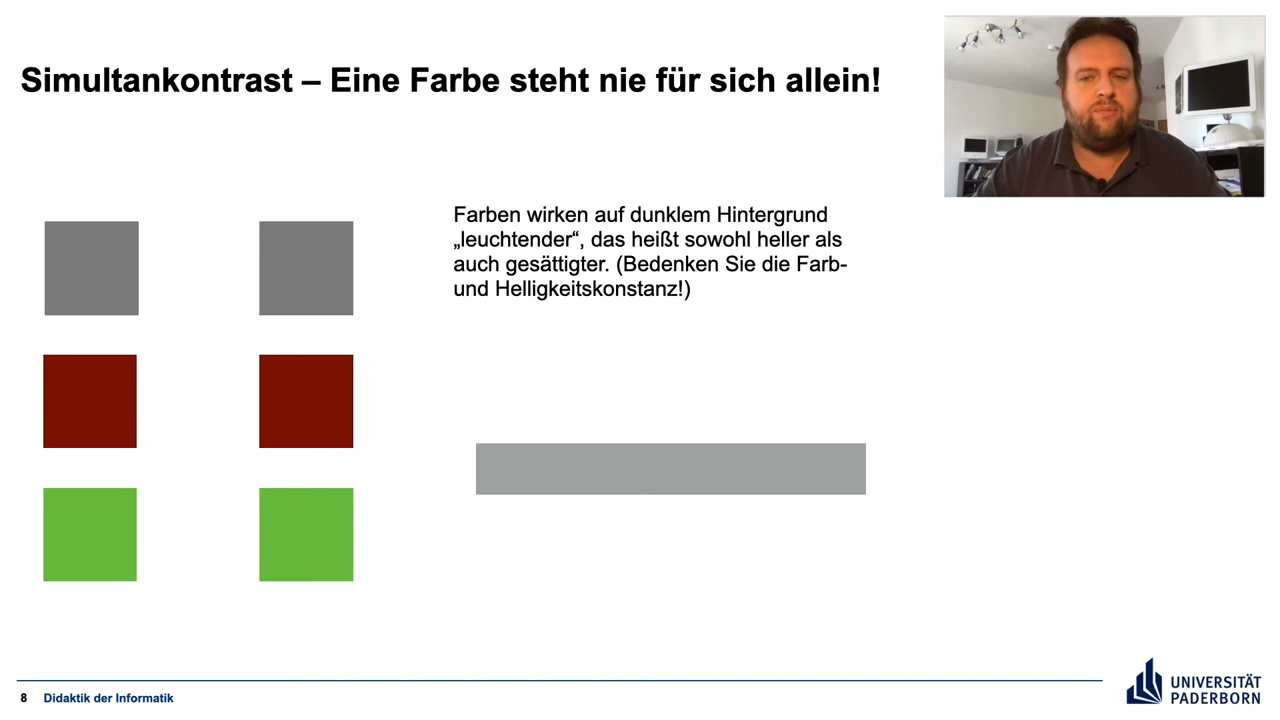 Simultankontrast – Eine Farbe steht nie für sich allein!
Farben wirken auf dunklem Hintergrund
„leuchtender“, das heißt sowohl heller als
auch gesättigter. (Bedenken Sie die Farb-
und Helligkeitskonstanz!)
8 Didaktik der Informatik
UNIVERSITÄT
PADERBORN